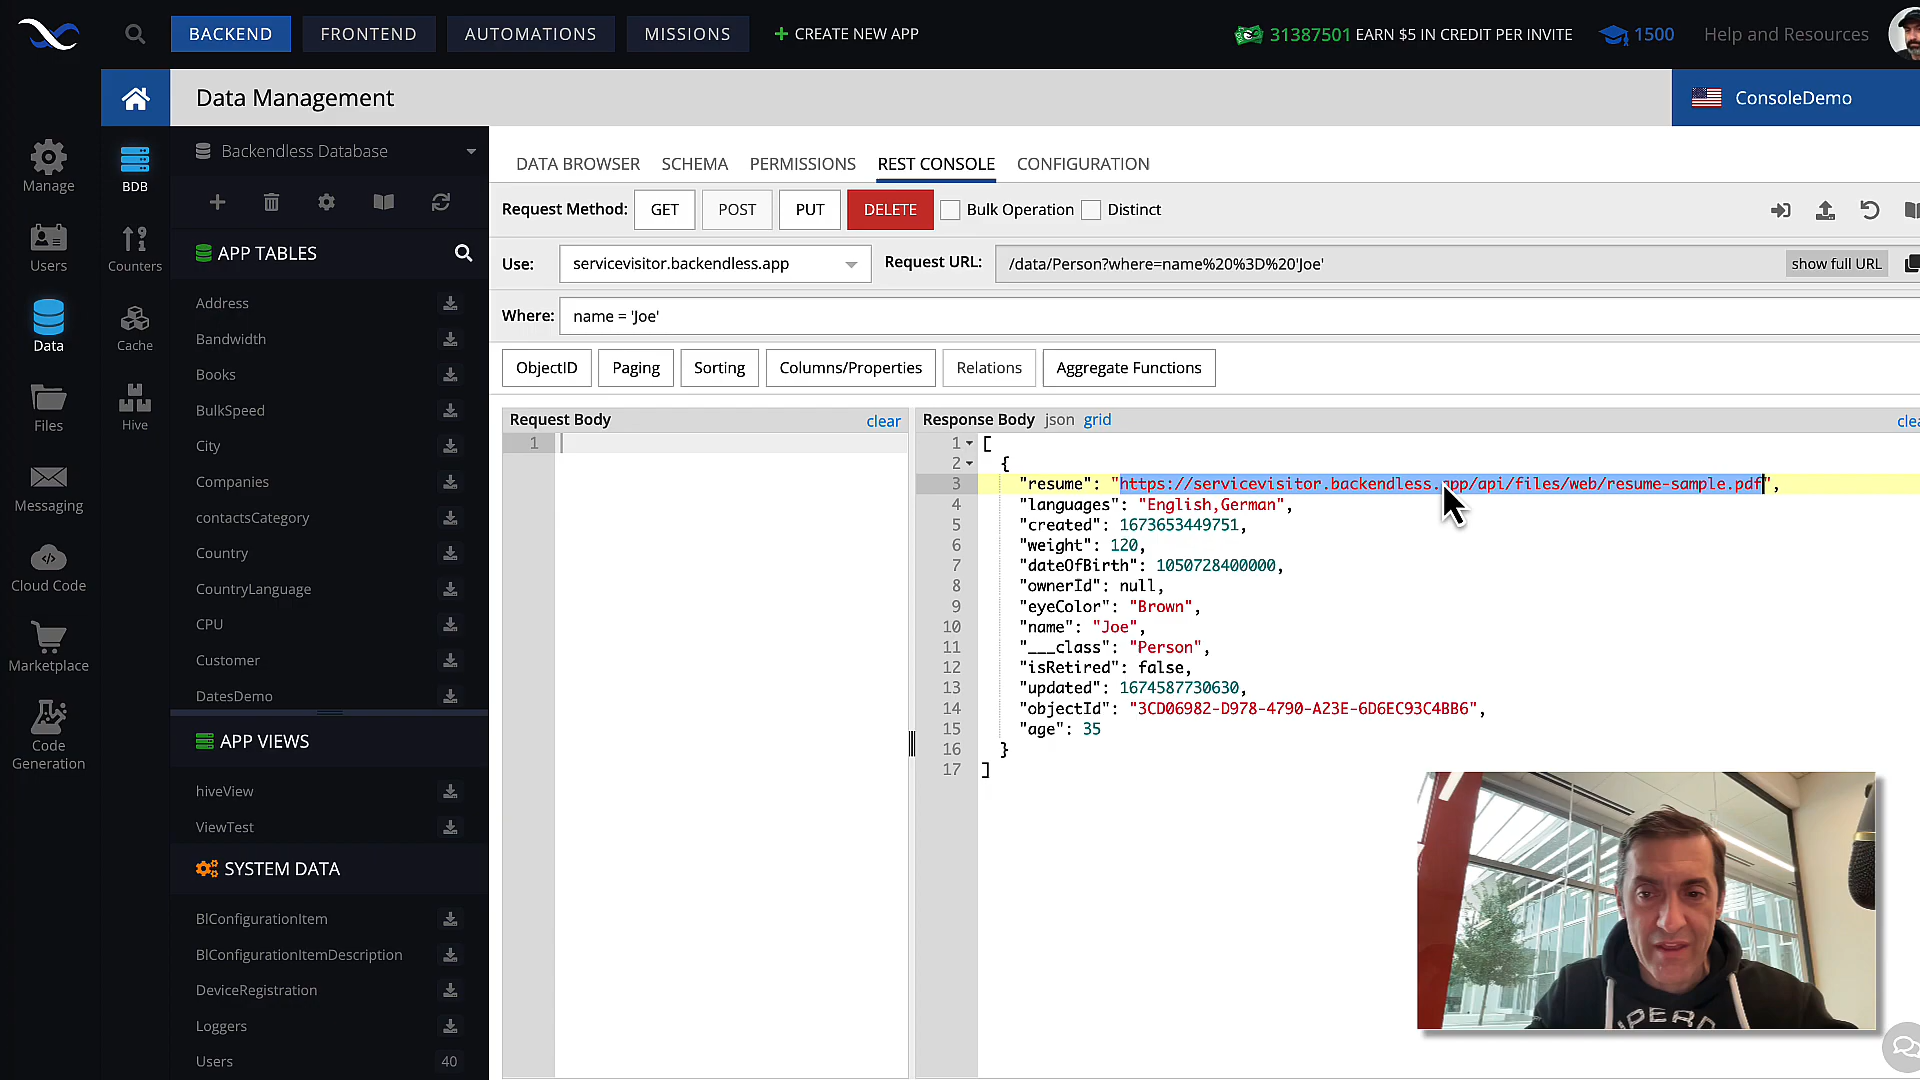 BACKEND FRONTEND AUTOMATIONS MISSIONS + CREATE NEW APP 31387501 EARN $5 IN CREDIT PER INVITE 1500 Help and Resources
Data Management ConsoleDemo
Manage
Users
Data
Files
Messaging
Cloud Code
Marketplace
Code Generation
BDB
Counters
Cache
Hive
Backendless Database
APP TABLES
Address
Bandwidth
Books
BulkSpeed
City
Companies
contactsCategory
Country
CountryLanguage
CPU
Customer
DatesDemo
APP VIEWS
hiveView
ViewTest
SYSTEM DATA
BlConfigurationItem
BlConfigurationItemDescription
DeviceRegistration
Loggers
Users 40
DATA BROWSER SCHEMA PERMISSIONS REST CONSOLE CONFIGURATION
Request Method: GET POST PUT DELETE Bulk Operation Distinct
Use: servicevisitor.backendless.app Request URL: /data/Person?where=name%20%3D%20'Joe' show full URL
Where: name = 'Joe'
ObjectID Paging Sorting Columns/Properties Relations Aggregate Functions
Request Body clear
1
Response Body json grid clea
1 [
2 {
3 "resume": "https://servicevisitor.backendless.app/api/files/web/resume-sample.pdf",
4 "languages": "English,German",
5 "created": 1673653449751,
6 "weight": 120,
7 "dateOfBirth": 1050728400000,
8 "ownerId": null,
9 "eyeColor": "Brown",
10 "name": "Joe",
11 "___class": "Person",
12 "isRetired": false,
13 "updated": 1674587730630,
14 "objectId": "3CD06982-D978-4790-A23E-6D6EC93C4BB6",
15 "age": 35
16 }
17 ]